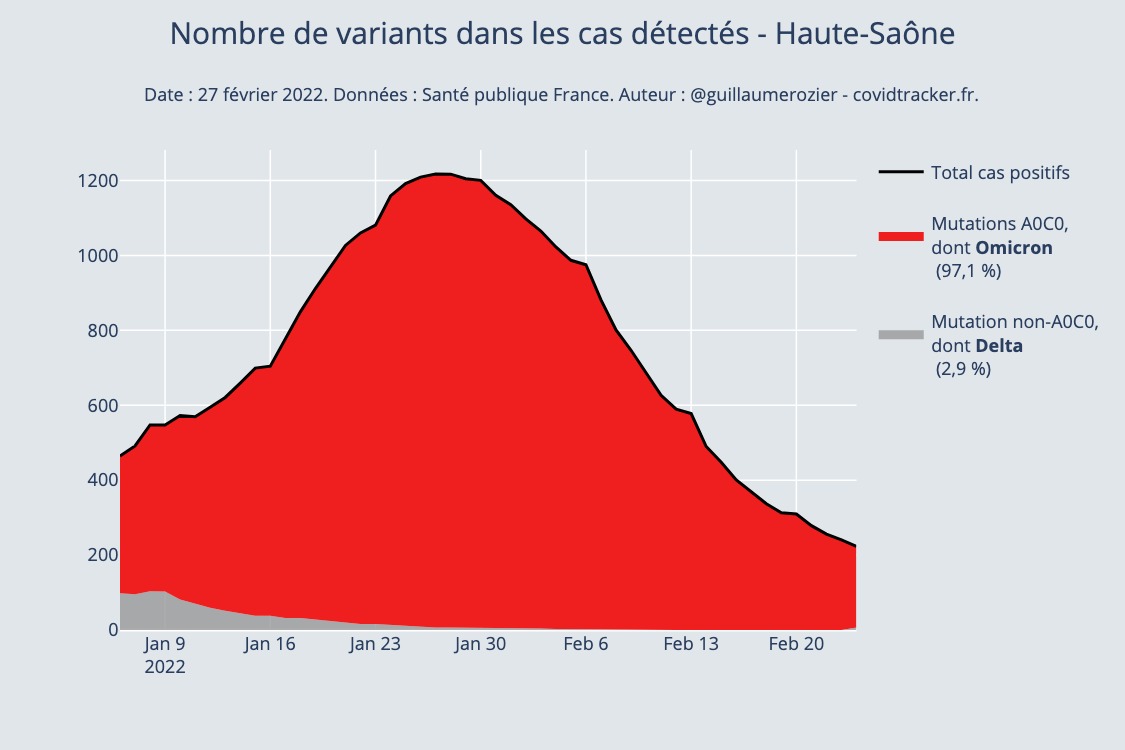 Nombre de variants dans les cas détectés - Haute-Saône
Date : 27 février 2022. Données : Santé publique France. Auteur : @guillaumerozier - covidtracker.fr.
1200
1000
800
600
400
200
0
Jan 9
2022
Jan 16
Jan 23
Jan 30
Feb 6
Feb 13
Feb 20
Total cas positifs
Mutations A0C0,
dont Omicron
(97,1 %)
Mutation non-A0C0,
dont Delta
(2,9 %)